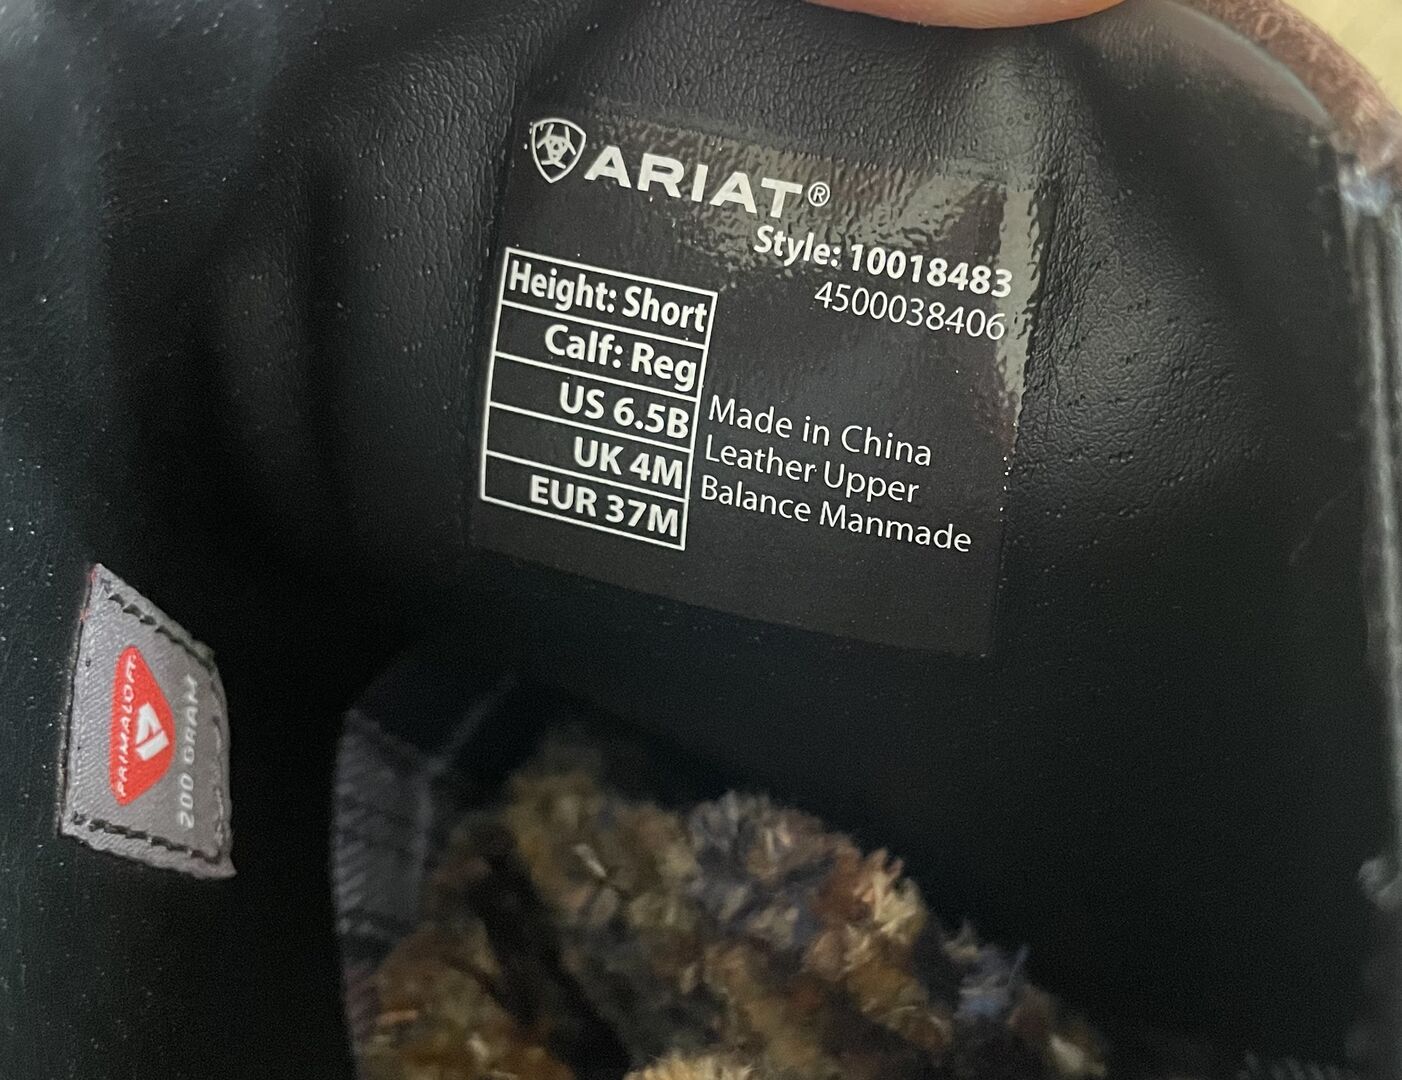 ARIAT®
Style: 10018483
4500038406
Height: Short
Calf: Reg
US 6.5B
UK 4M
EUR 37M
Made in China
Leather Upper
Balance Manmade
PRIMALOFT
200 GRAM